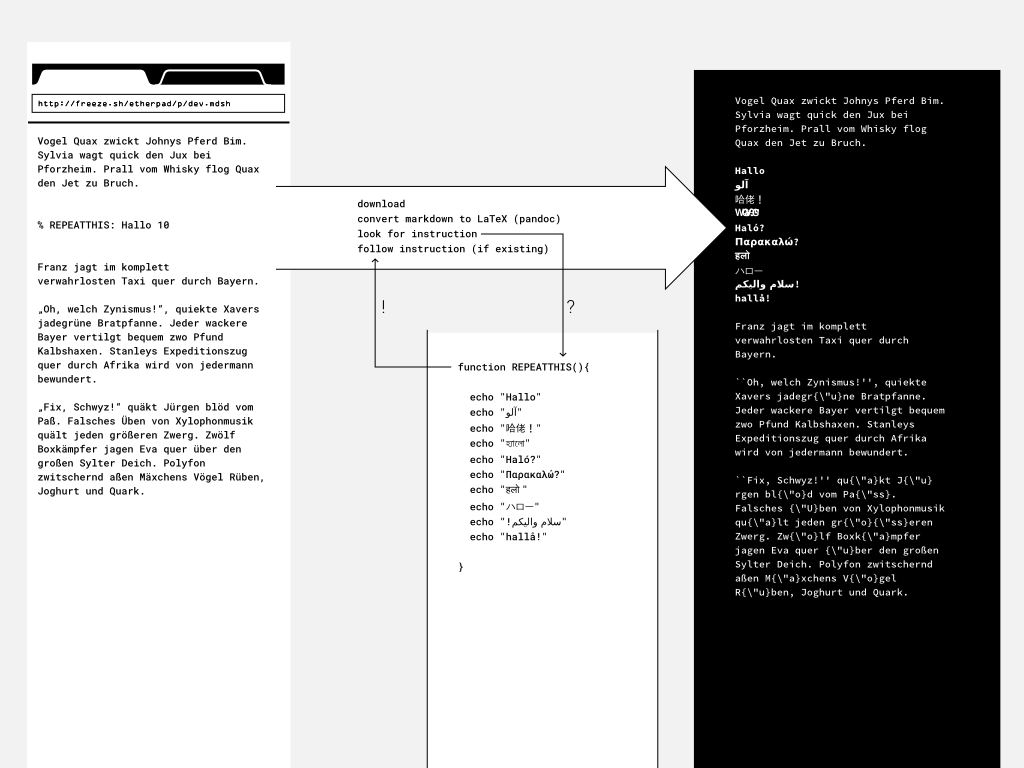 http://freeze.sh/etherpad/p/dev.mdsh
Vogel Quax zwickt Johnys Pferd Bim.
Sylvia wagt quick den Jux bei
Pforzheim. Prall vom Whisky flog Quax
den Jet zu Bruch.
% REPEATTHIS: Hallo 10
Franz jagt im komplett
verwahrlosten Taxi quer durch Bayern.
„Oh, welch Zynismus!“, quiekte Xavers
jadegrüne Bratpfanne. Jeder wackere
Bayer vertilgt bequem zwo Pfund
Kalbshaxen. Stanleys Expeditionszug
quer durch Afrika wird von jedermann
bewundert.
„Fix, Schwyz!“ quäkt Jürgen blöd vom
Paß. Falsches Üben von Xylophonmusik
quält jeden größeren Zwerg. Zwölf
Boxkämpfer jagen Eva quer über den
großen Sylter Deich. Polyfon
zwitschernd aßen Mäxchens Vögel Rüben,
Joghurt und Quark.
download
convert markdown to LaTeX (pandoc)
look for instruction
follow instruction (if existing)
!
?
function REPEATTHIS(){
echo "Hallo"
echo "آلو"
echo "哈佬！"
echo "হালো"
echo "Haló?"
echo "Παρακαλώ?"
echo "हलो "
echo "ハロー"
echo "سلام واليكم!"
echo "hallå!"
}
Vogel Quax zwickt Johnys Pferd Bim.
Sylvia wagt quick den Jux bei
Pforzheim. Prall vom Whisky flog
Quax den Jet zu Bruch.
Hallo
آلو
哈佬！
Haló?
Παρακαλώ?
हलो
ハロー
سلام واليكم!
hallå!
Franz jagt im komplett
verwahrlosten Taxi quer durch
Bayern.
``Oh, welch Zynismus!'', quiekte
Xavers jadegr{\"u}ne Bratpfanne.
Jeder wackere Bayer vertilgt bequem
zwo Pfund Kalbshaxen. Stanleys
Expeditionszug quer durch Afrika
wird von jedermann bewundert.
``Fix, Schwyz!'' qu{\"a}kt J{\"u}
rgen bl{\"o}d vom Pa{\"ss}.
Falsches {\"U}ben von Xylophonmusik
qu{\"a}lt jeden gr{\"o}{\"ss}eren
Zwerg. Zw{\"o}lf Boxk{\"a}mpfer
jagen Eva quer {\"u}ber den großen
Sylter Deich. Polyfon zwitschernd
aßen M{\"a}xchens V{\"o}gel
R{\"u}ben, Joghurt und Quark.